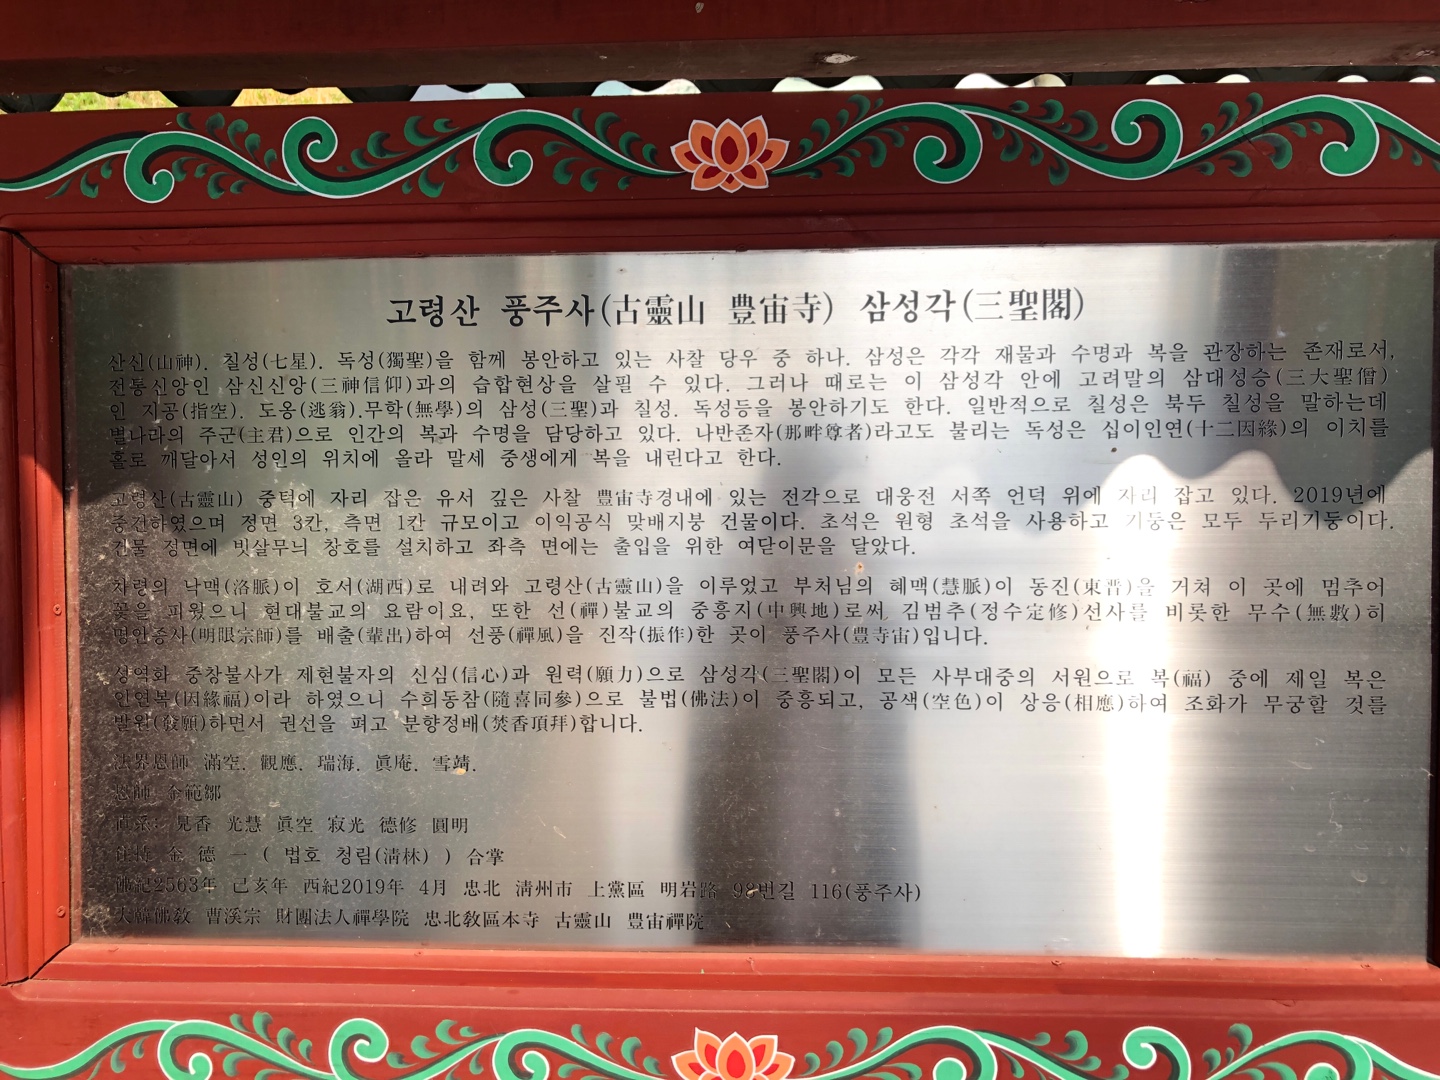 고령산 풍주사(古靈山 豊宙寺) 삼성각(三聖閣)
산신(山神). 칠성(七星). 독성(獨聖)을 함께 봉안하고 있는 사찰 당우 중 하나. 삼성은 각각 재물과 수명과 복을 관장하는 존재로서,
전통신앙인 삼신신앙(三神信仰)과의 습합현상을 살필 수 있다. 그러나 때로는 이 삼성각 안에 고려말의 삼대성승(三大聖僧)
인 지공(指空). 도옹(逃翁).무학(無學)의 삼성(三聖)과 칠성. 독성등을 봉안하기도 한다. 일반적으로 칠성은 북두 칠성을 말하는데
별나라의 주군(主君)으로 인간의 복과 수명을 담당하고 있다. 나반존자(那畔尊者)라고도 불리는 독성은 십이인연(十二因緣)의 이치를
홀로 깨달아서 성인의 위치에 올라 말세 중생에게 복을 내린다고 한다.
고령산(古靈山) 중턱에 자리 잡은 유서 깊은 사찰 豊宙寺경내에 있는 전각으로 대웅전 서쪽 언덕 위에 자리 잡고 있다. 2019년에
중건하였으며 정면 3칸, 측면 1칸 규모이고 이익공식 맞배지붕 건물이다. 초석은 원형 초석을 사용하고 기둥은 모두 두리기둥이다.
건물 정면에 빗살무늬 창호를 설치하고 좌측 면에는 출입을 위한 여닫이문을 달았다.
차령의 낙맥(洛脈)이 호서(湖西)로 내려와 고령산(古靈山)을 이루었고 부처님의 혜맥(慧脈)이 동진(東晋)을 거쳐 이 곳에 멈추어
꽃을 피웠으니 현대불교의 요람이요, 또한 선(禪)불교의 중흥지(中興地)로써, 김범추(정수定修)선사를 비롯한 무수(無數)히
명안종사(明眼宗師)를 배출(輩出)하여 선풍(禪風)을 진작(振作)한 곳이 풍주사(豊寺宙)입니다.
성역화 중창불사가 제현불자의 신심(信心)과 원력(願力)으로 삼성각(三聖閣)이 모든 사부대중의 서원으로 복(福) 중에 제일 복은
인연복(因緣福)이라 하였으니 수희동참(隨喜同參)으로 불법(佛法)이 중흥되고, 공색(空色)이 상응(相應)하여 조화가 무궁할 것를
발원(發願)하면서 권선을 펴고 분향정배(焚香頂拜)합니다.
法界恩師 滿空. 觀應. 瑞海. 眞庵. 雪靖.
恩師 金範鄒
直系: 見香 光慧 眞空 寂光 德修 圓明
住持 金 德 一 ( 법호 청림(淸林) ) 合掌
佛紀2563年 己亥年 西紀2019年 4月 忠北 淸州市 上黨區 明岩路 98번길 116(풍주사)
大韓佛敎 曹溪宗 財團法人禪學院 忠北敎區本寺 古靈山 豊宙禪院